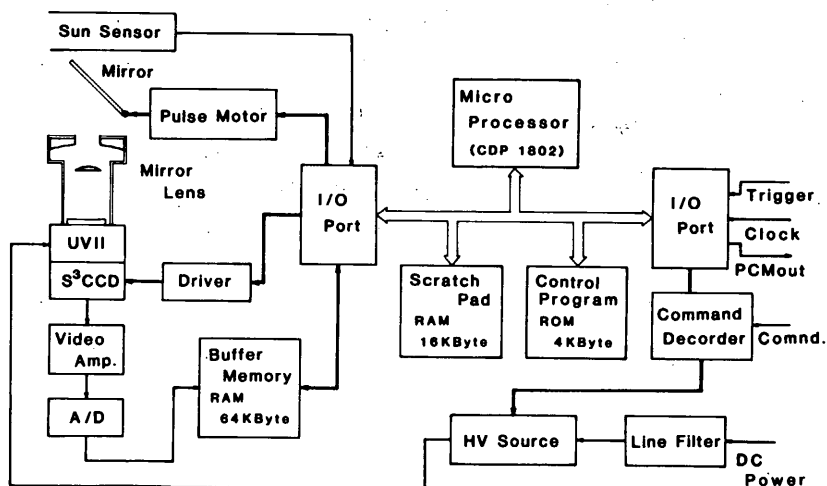 Sun Sensor
Mirror
Pulse Motor
Mirror
Lens
UVII
S³CCD
Driver
Video
Amp.
A/D
Buffer
Memory
RAM
64KByte
I/O
Port
Micro
Processor
(CDP 1802)
Scratch
Pad
RAM
16KByte
Control
Program
ROM
4KByte
I/O
Port
Trigger
Clock
PCMout
Command
Decorder
Comnd.
HV Source
Line Filter
DC
Power